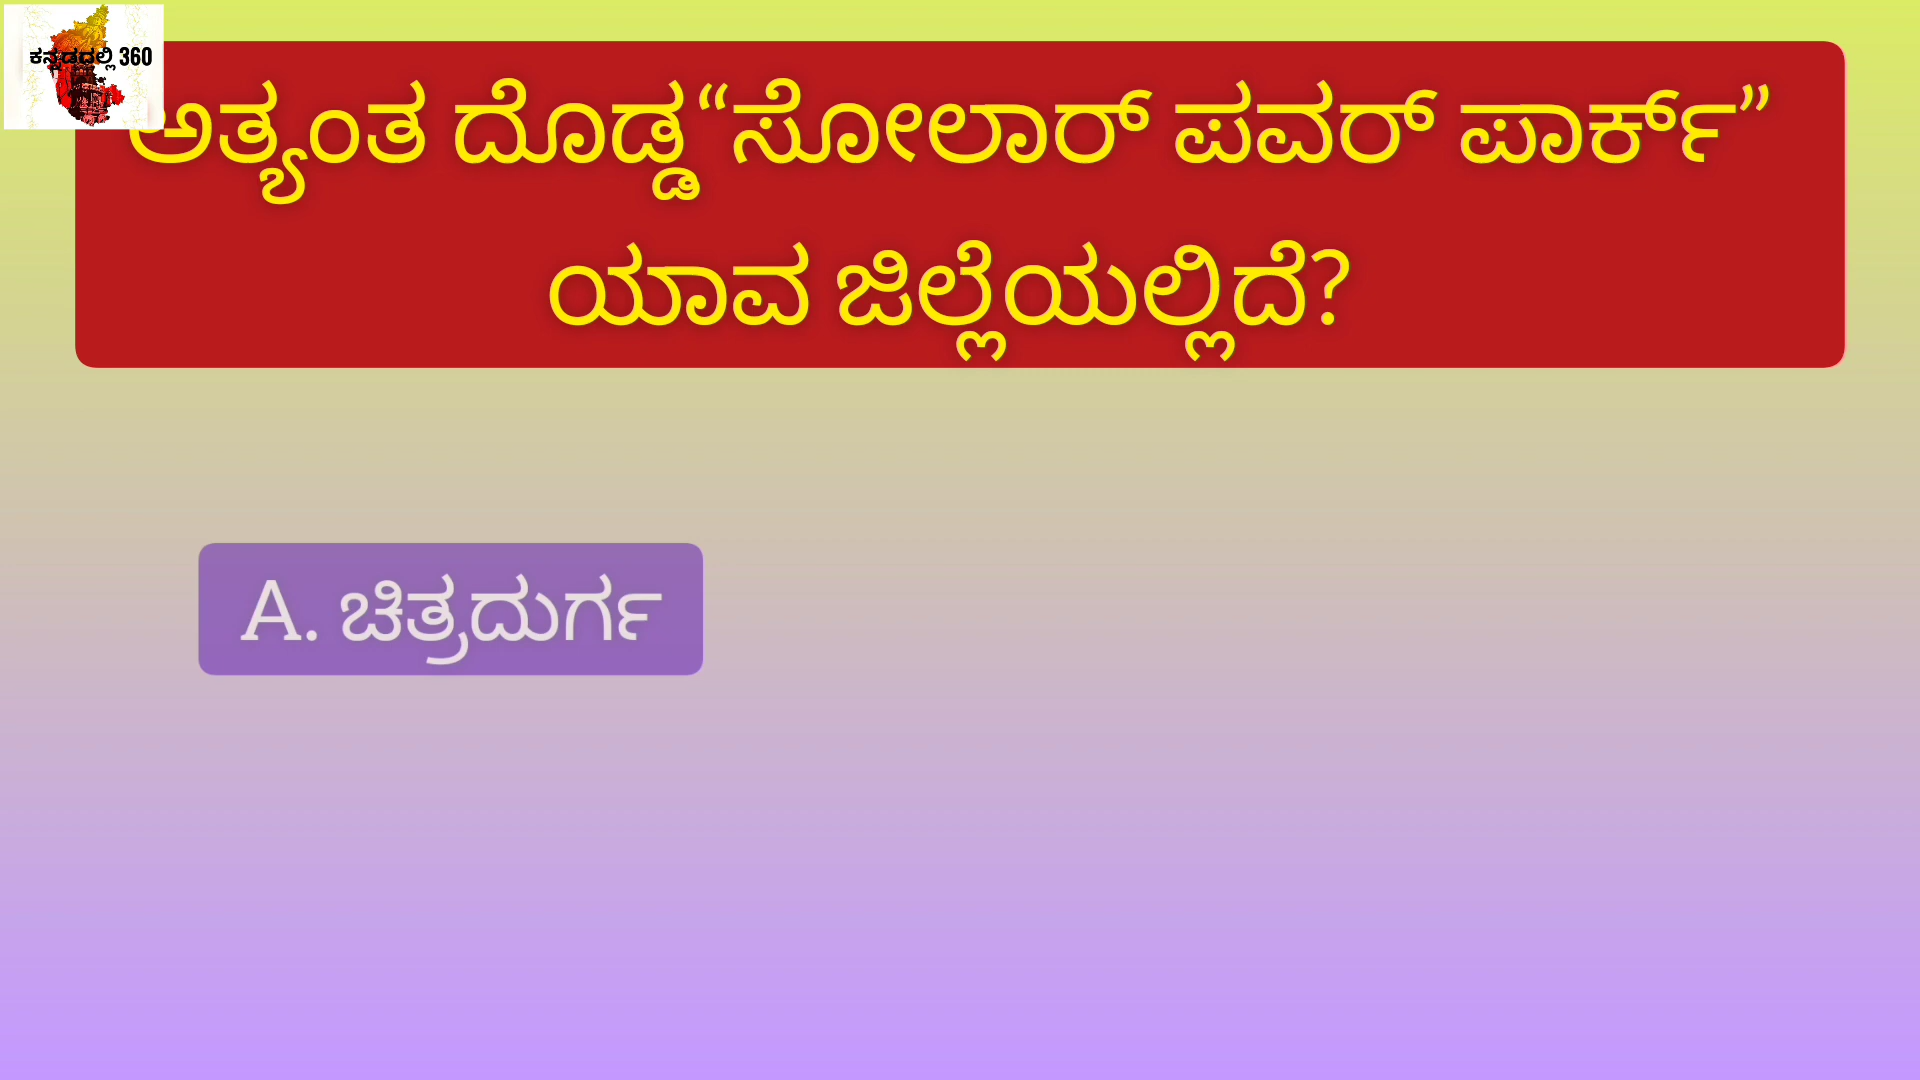 ಕನ್ನಡದಲ್ಲಿ 360
ಅತ್ಯಂತ ದೊಡ್ಡ “ಸೋಲಾರ್ ಪವರ್ ಪಾರ್ಕ್”
ಯಾವ ಜಿಲ್ಲೆಯಲ್ಲಿದೆ?
A. ಚಿತ್ರದುರ್ಗ